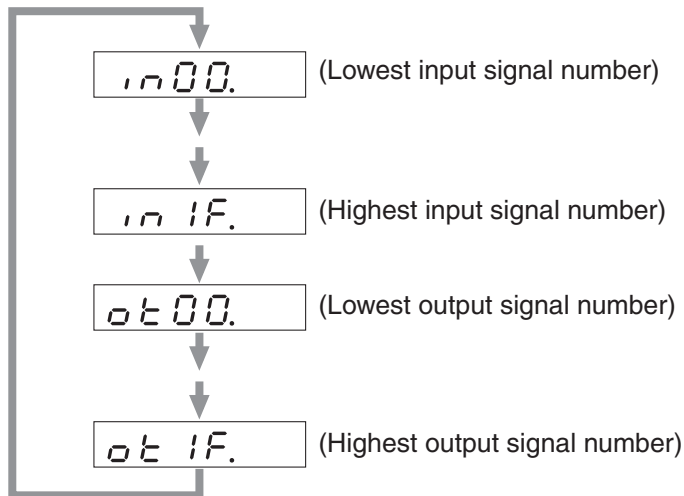 in00. (Lowest input signal number)
in 1F. (Highest input signal number)
ot00. (Lowest output signal number)
ot 1F. (Highest output signal number)